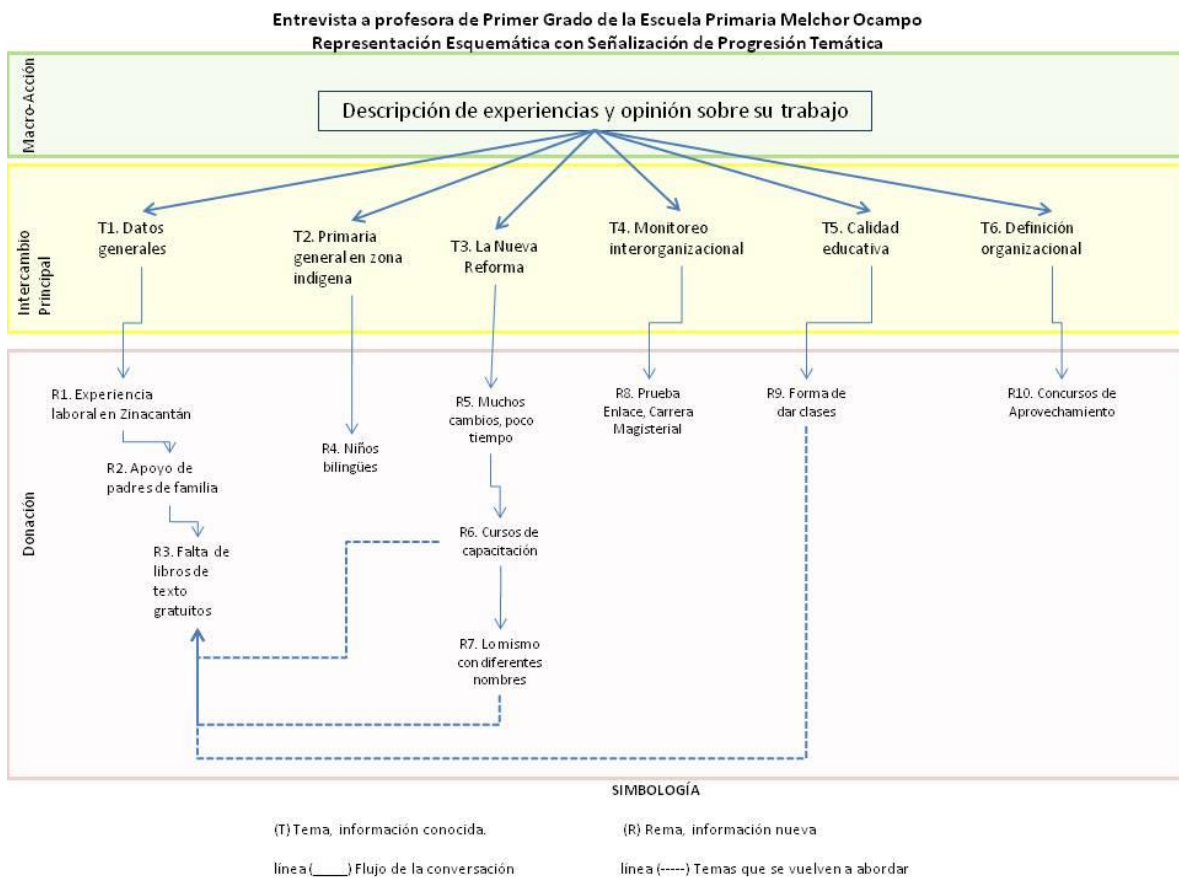 Entrevista a profesora de Primer Grado de la Escuela Primaria Melchor Ocampo
Representación Esquemática con Señalización de Progresión Temática
Macro-Acción
Descripción de experiencias y opinión sobre su trabajo
Intercambio
Principal
T1. Datos
generales
T2. Primaria
general en zona
indígena
T3. La Nueva
Reforma
T4. Monitoreo
interorganizacional
T5. Calidad
educativa
T6. Definición
organizacional
Donación
R1. Experiencia
laboral en Zinacantán
R2. Apoyo de
padres de familia
R3. Falta de
libros de
texto
gratuitos
R4. Niños
bilingües
R5. Muchos
cambios, poco
tiempo
R6. Cursos de
capacitación
R7. Lo mismo
con diferentes
nombres
R8. Prueba
Enlace, Carrera
Magisterial
R9. Forma de
dar clases
R10. Concursos de
Aprovechamiento
SIMBOLOGÍA
(T) Tema, información conocida.
(R) Rema, información nueva
línea (_____) Flujo de la conversación
línea (-----) Temas que se vuelven a abordar